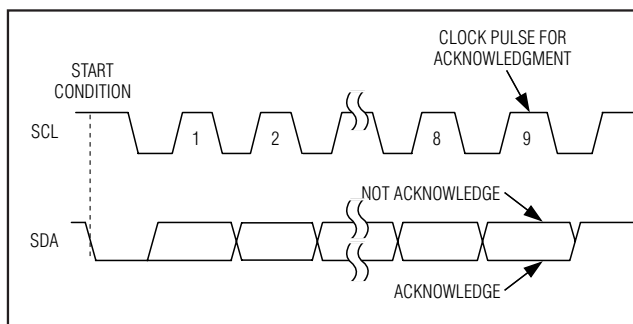 CLOCK PULSE FOR
ACKNOWLEDGMENT
START
CONDITION
SCL
1
2
8
9
NOT ACKNOWLEDGE
SDA
ACKNOWLEDGE